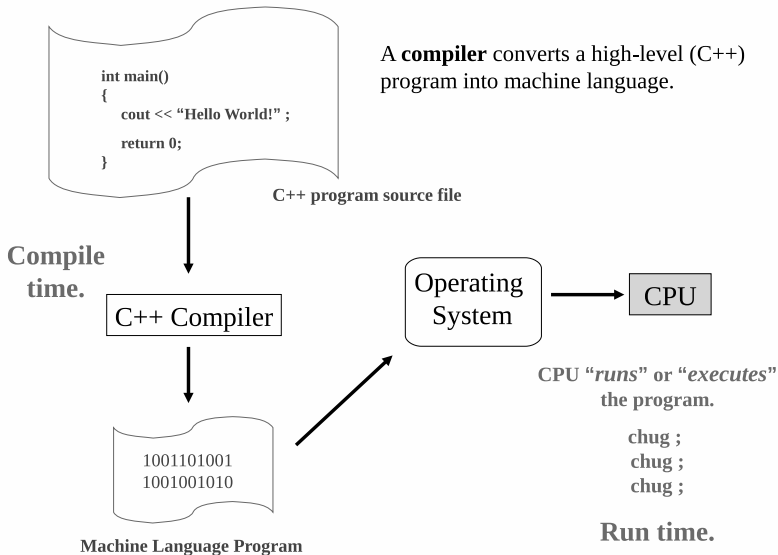 int main()
{
cout << “Hello World!” ;
return 0;
}
A compiler converts a high-level (C++)
program into machine language.
C++ program source file
Compile
time.
C++ Compiler
Operating
System
CPU
CPU “runs” or “executes”
the program.
chug ;
chug ;
chug ;
Run time.
1001101001
1001001010
Machine Language Program